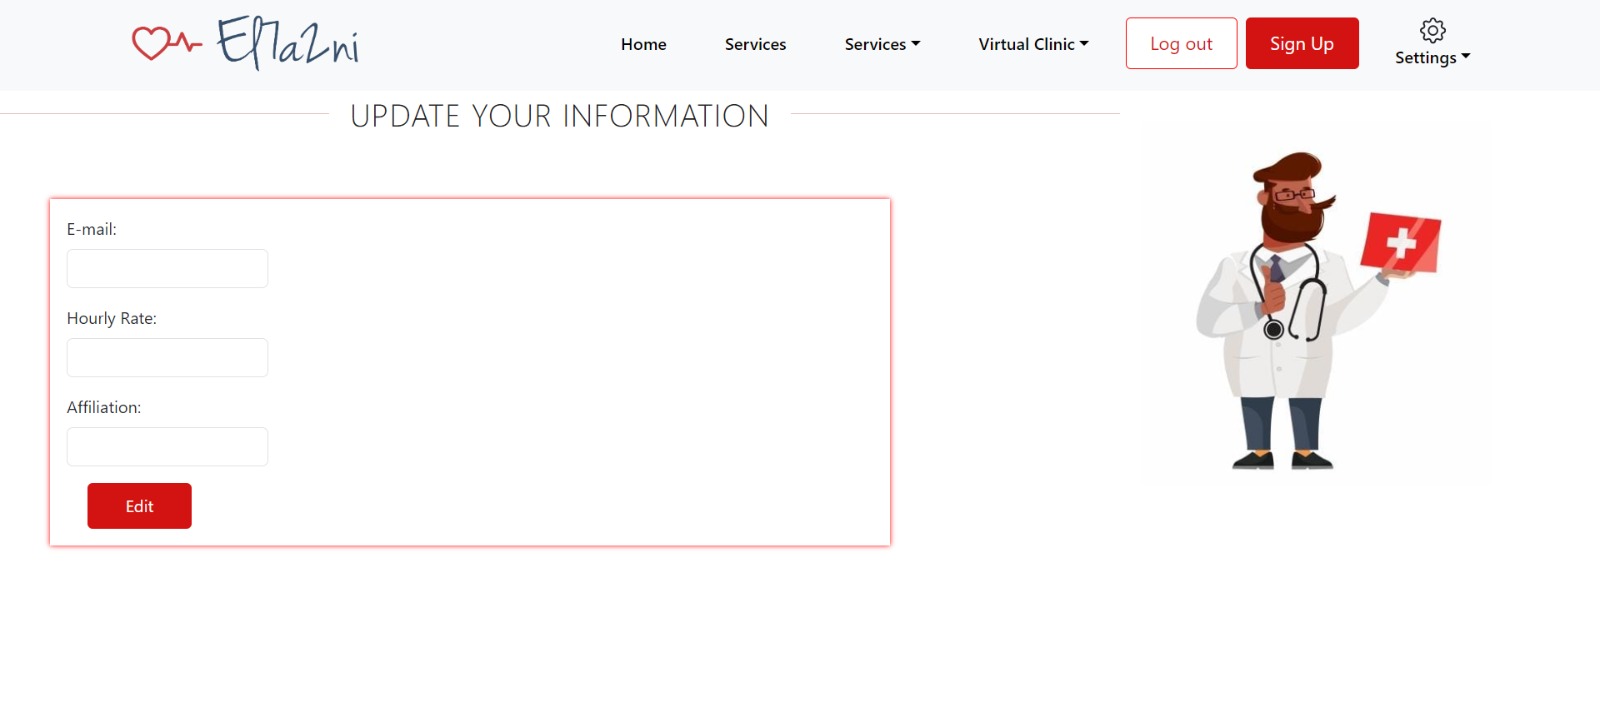 El7a2ni
Home
Services
Services
Virtual Clinic
Log out
Sign Up
Settings
UPDATE YOUR INFORMATION
E-mail:
Hourly Rate:
Affiliation:
Edit